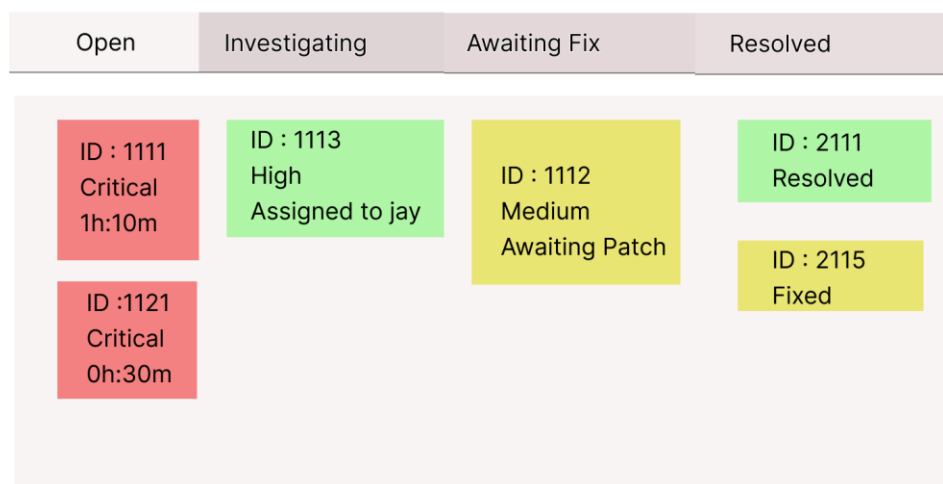 Open
Investigating
Awaiting Fix
Resolved
ID : 1111
Critical
1h:10m
ID :1121
Critical
0h:30m
ID : 1113
High
Assigned to jay
ID : 1112
Medium
Awaiting Patch
ID : 2111
Resolved
ID : 2115
Fixed